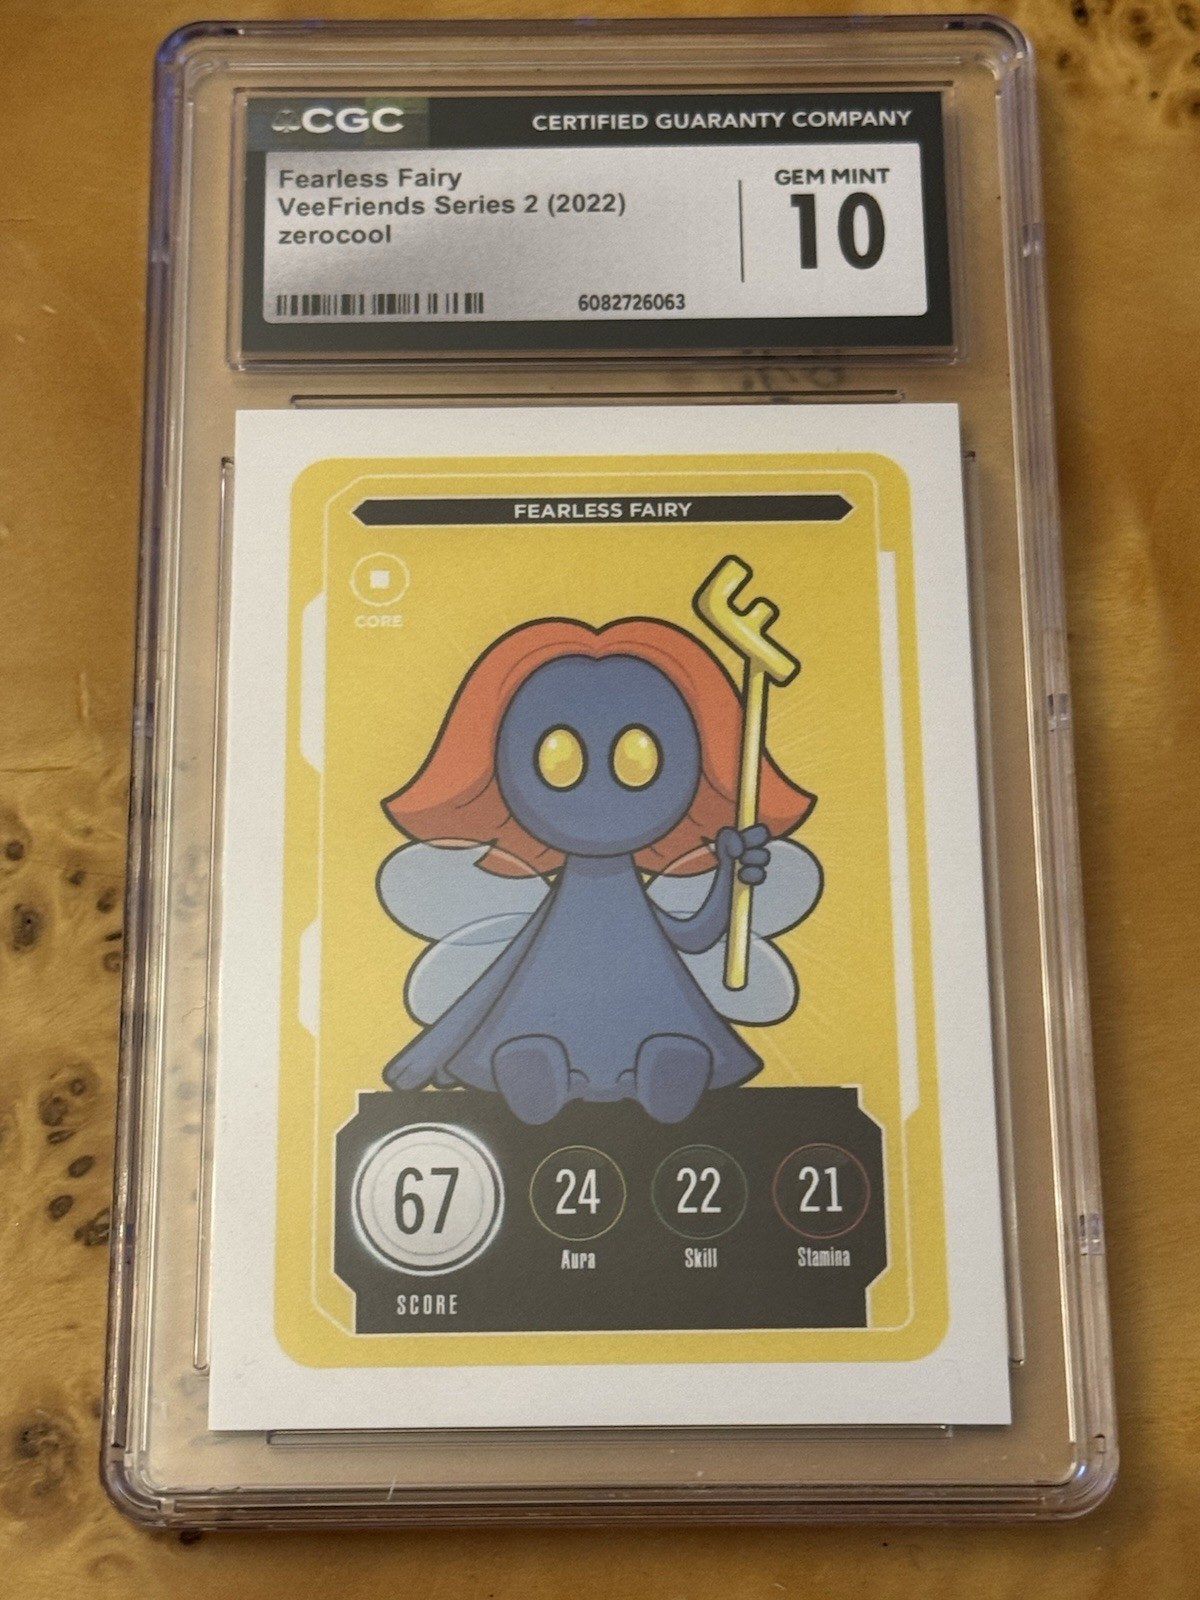 CGC
CERTIFIED GUARANTY COMPANY
Fearless Fairy
VeeFriends Series 2 (2022)
zerocool
GEM MINT
10
6082726063
FEARLESS FAIRY
CORE
67
24
22
21
Aura
Skill
Stamina
SCORE